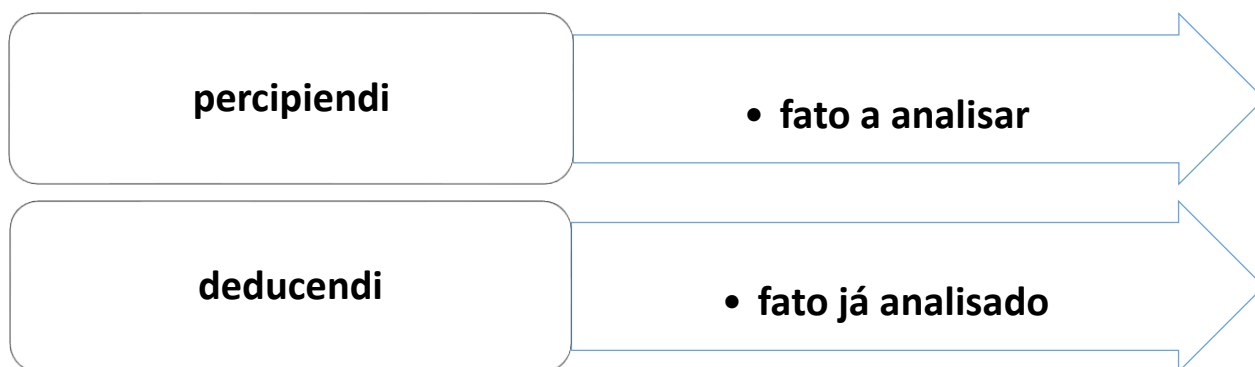 percipiendi
• fato a analisar
deducendi
• fato já analisado